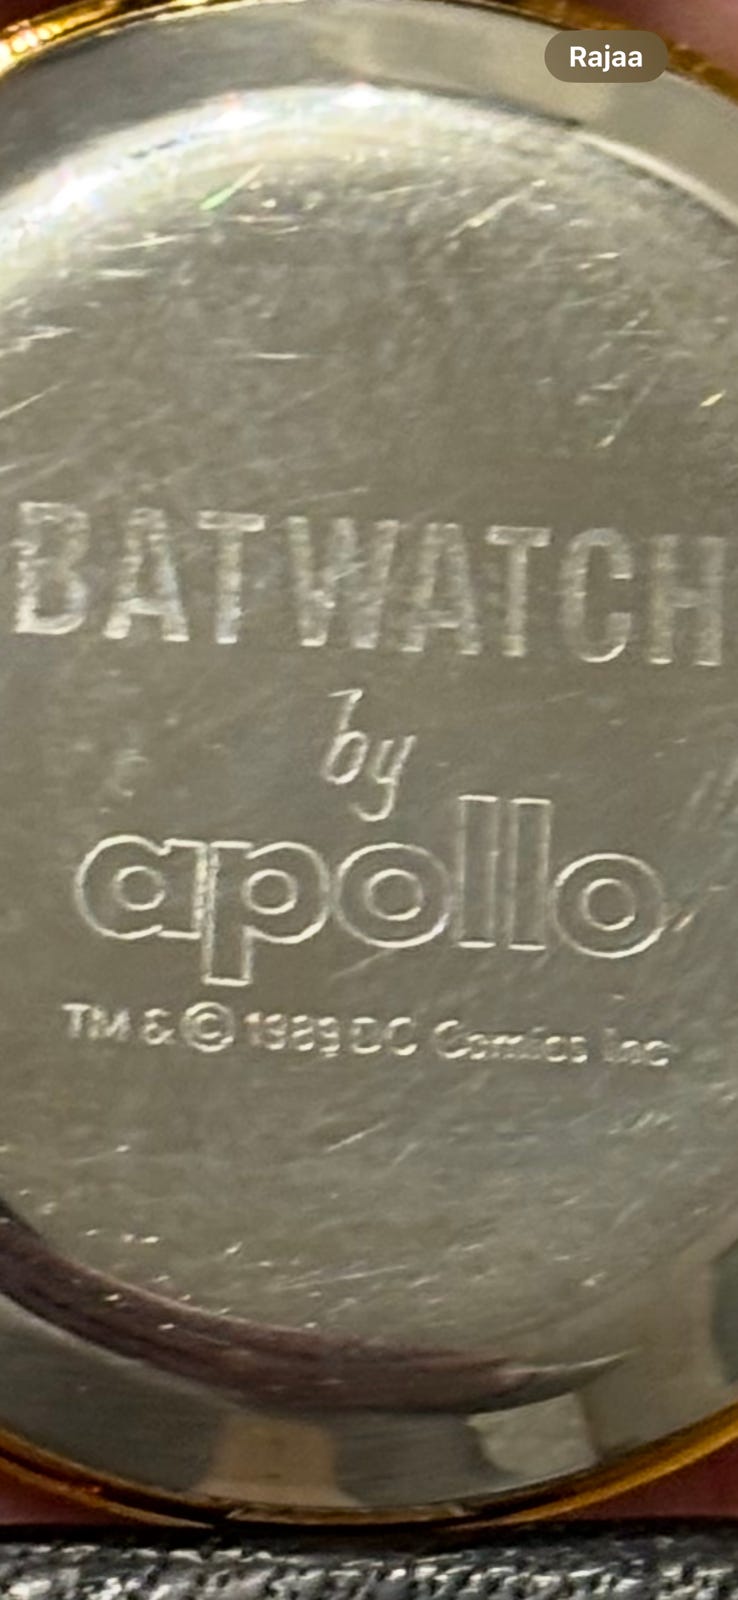 Rajaa
BATWATCH
by
apollo
TM & © 1989 DC Comics Inc